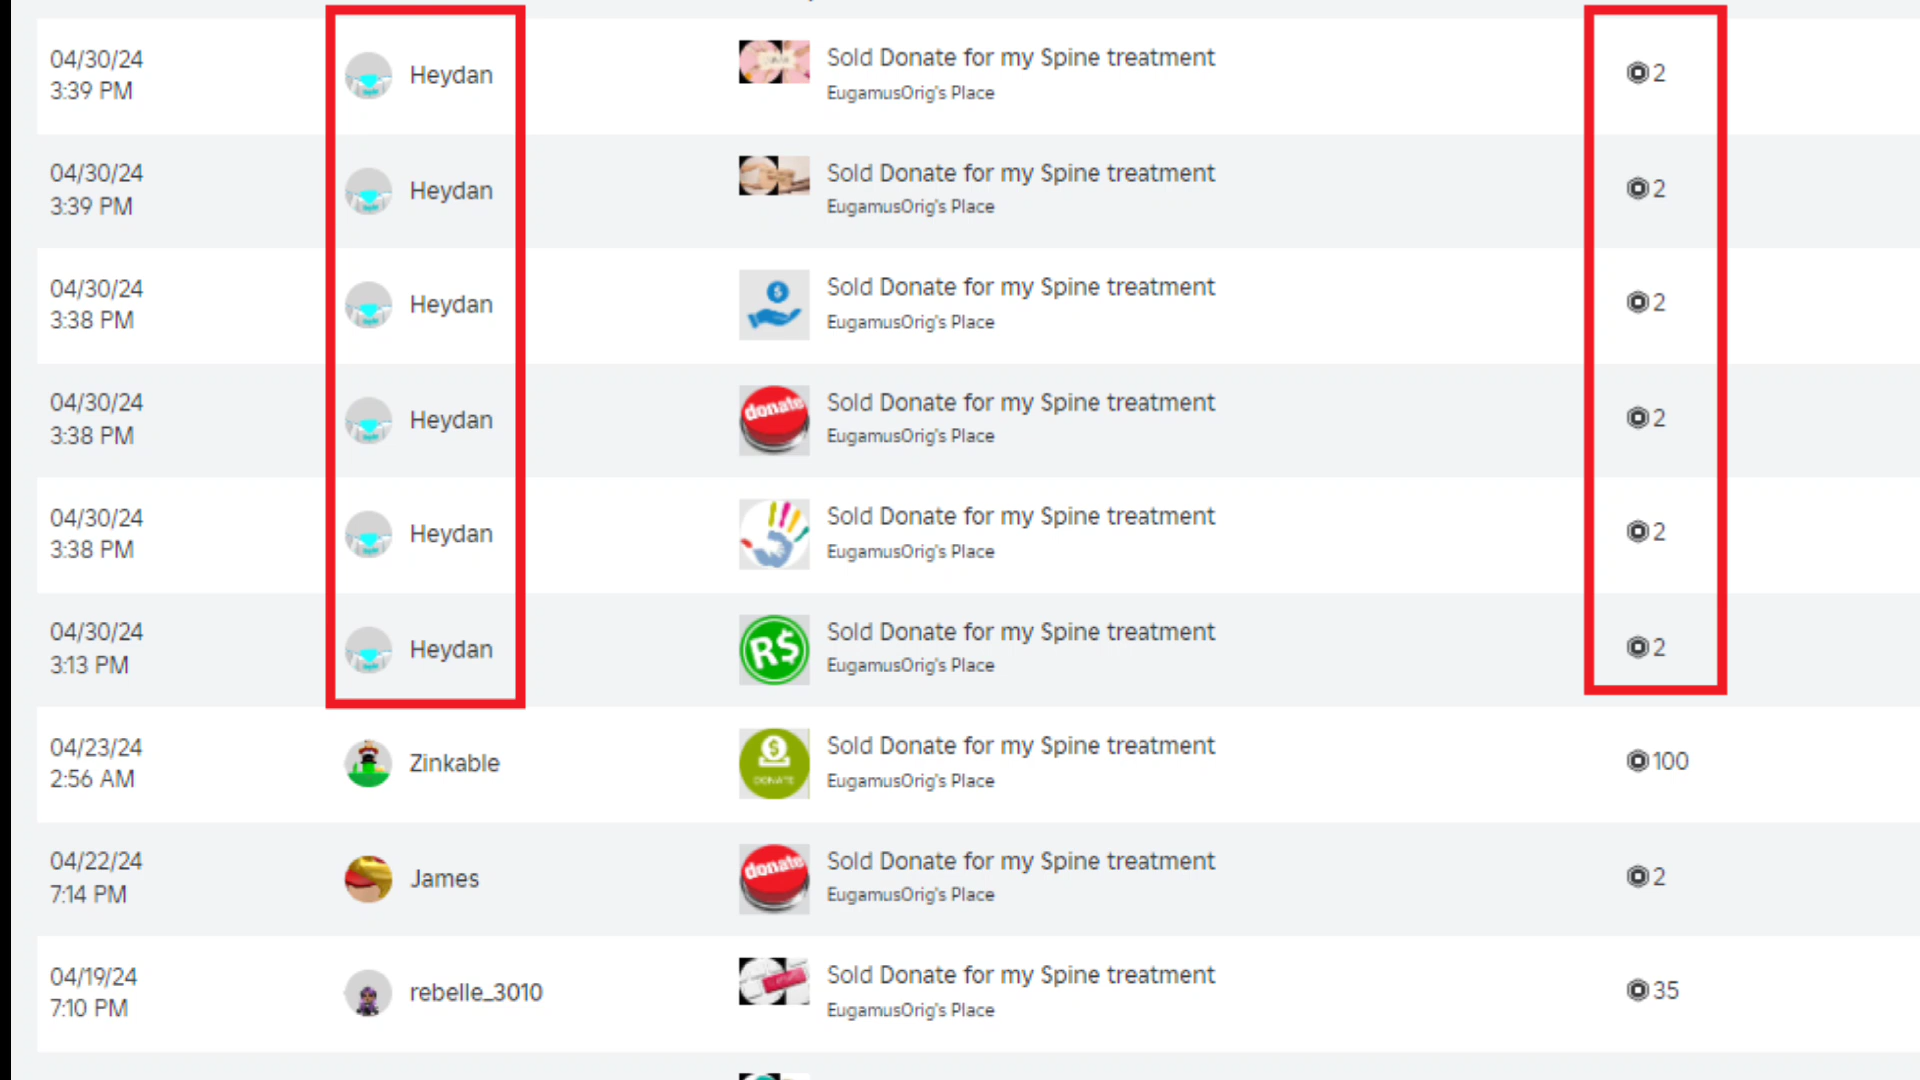 04/30/24
3:39 PM
Heydan
Sold Donate for my Spine treatment
EugamusOrig's Place
2
04/30/24
3:39 PM
Heydan
Sold Donate for my Spine treatment
EugamusOrig's Place
2
04/30/24
3:38 PM
Heydan
Sold Donate for my Spine treatment
EugamusOrig's Place
2
04/30/24
3:38 PM
Heydan
donate
Sold Donate for my Spine treatment
EugamusOrig's Place
2
04/30/24
3:38 PM
Heydan
Sold Donate for my Spine treatment
EugamusOrig's Place
2
04/30/24
3:13 PM
Heydan
R$
Sold Donate for my Spine treatment
EugamusOrig's Place
2
04/23/24
2:56 AM
Zinkable
$
DONATE
Sold Donate for my Spine treatment
EugamusOrig's Place
100
04/22/24
7:14 PM
James
donate
Sold Donate for my Spine treatment
EugamusOrig's Place
2
04/19/24
7:10 PM
rebelle_3010
Sold Donate for my Spine treatment
EugamusOrig's Place
35